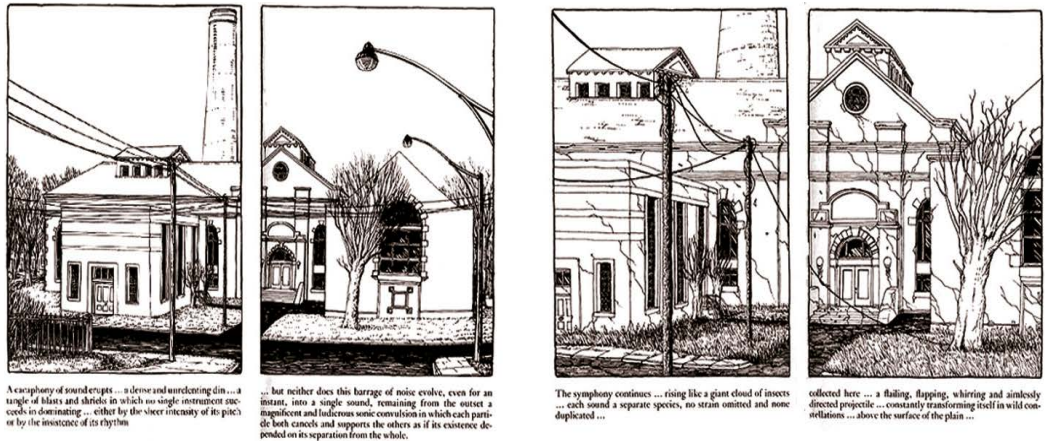 A cacaphony of sound erupts ... a dense and unrelenting din ... a
tangle of blasts and shrieks in which no single instrument suc-
ceeds in dominating ... either by the sheer intensity of its pitch
or by the insistence of its rhythm
... but neither does this barrage of noise evolve, even for an
instant, into a single sound, remaining from the outset a
magnificent and ludicrous sonic convulsion in which each parti-
cle both cancels and supports the others as if its existence de-
pended on its separation from the whole.
The symphony continues ... rising like a giant cloud of insects
... each sound a separate species, no strain omitted and none
duplicated ...
collected here ... a flailing, flapping, whirring and aimlessly
directed projectile ... constantly transforming itself in wild con-
stellations ... above the surface of the plain ...